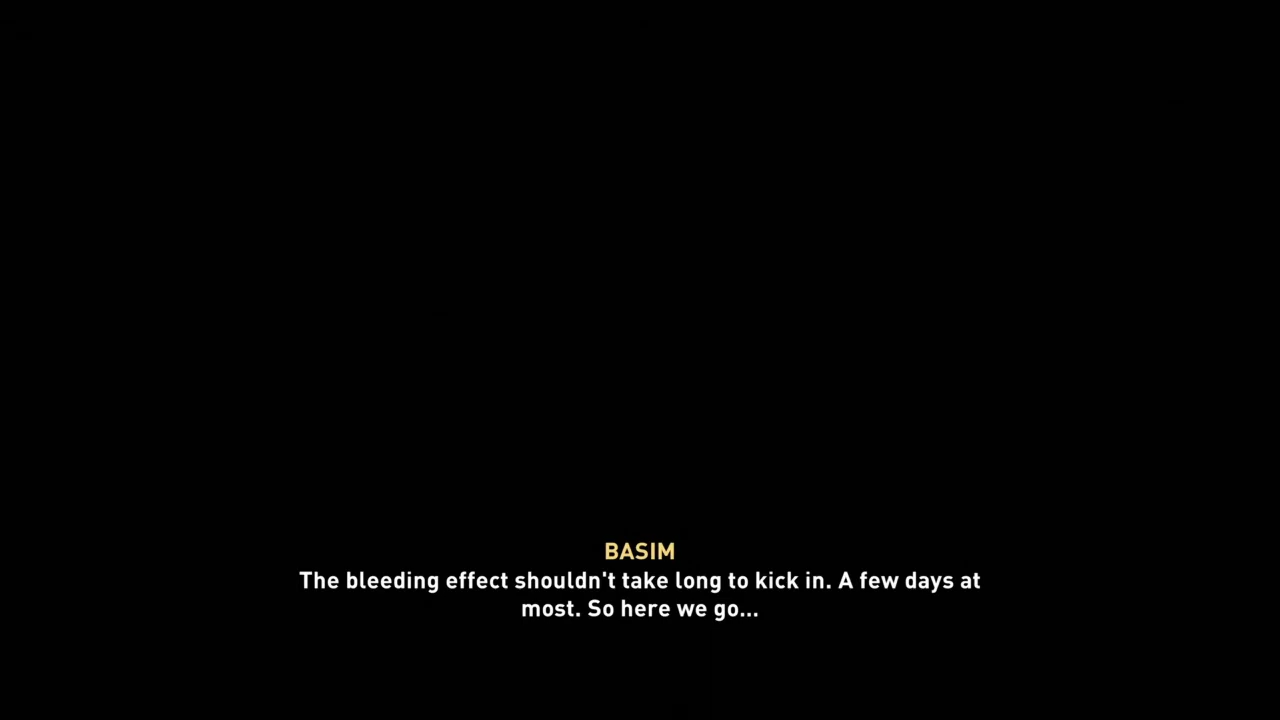 BASIM
The bleeding effect shouldn't take long to kick in. A few days at
most. So here we go...